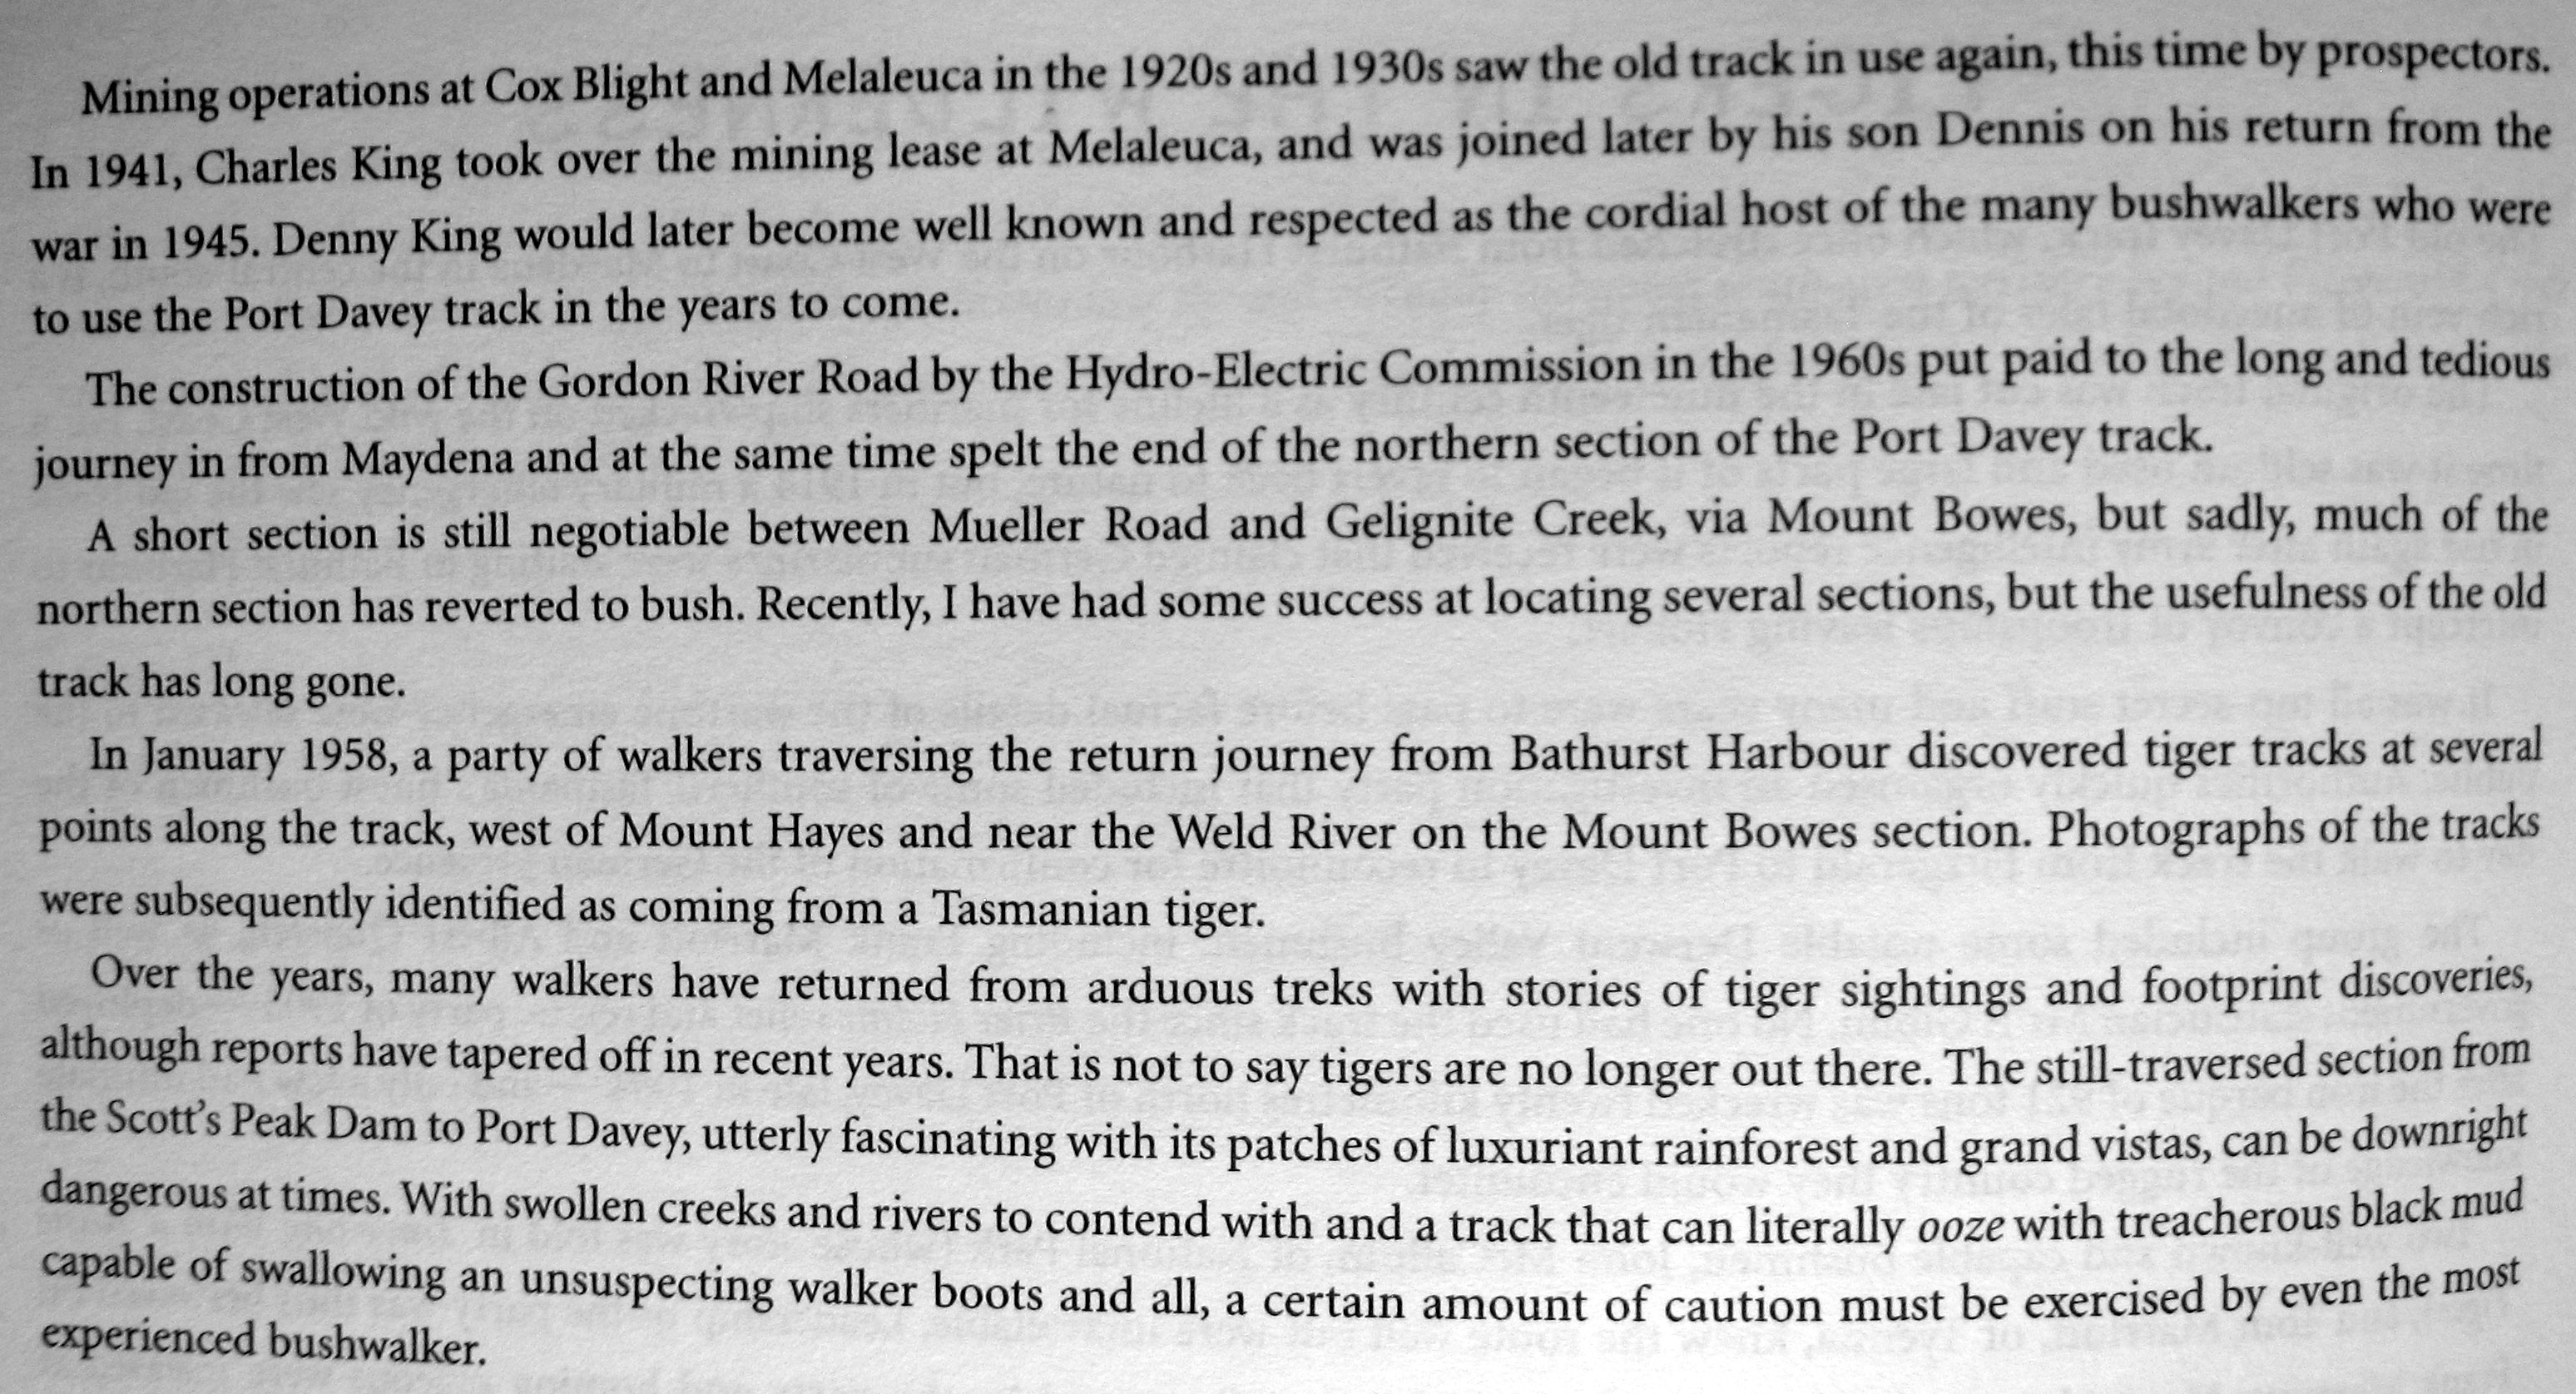 Mining operations at Cox Blight and Melaleuca in the 1920s and 1930s saw the old track in use again, this time by prospectors.
In 1941, Charles King took over the mining lease at Melaleuca, and was joined later by his son Dennis on his return from the
war in 1945. Denny King would later become well known and respected as the cordial host of the many bushwalkers who were
to use the Port Davey track in the years to come.
The construction of the Gordon River Road by the Hydro-Electric Commission in the 1960s put paid to the long and tedious
journey in from Maydena and at the same time spelt the end of the northern section of the Port Davey track.
A short section is still negotiable between Mueller Road and Gelignite Creek, via Mount Bowes, but sadly, much of the
northern section has reverted to bush. Recently, I have had some success at locating several sections, but the usefulness of the old
track has long gone.
In January 1958, a party of walkers traversing the return journey from Bathurst Harbour discovered tiger tracks at several
points along the track, west of Mount Hayes and near the Weld River on the Mount Bowes section. Photographs of the tracks
were subsequently identified as coming from a Tasmanian tiger.
Over the years, many walkers have returned from arduous treks with stories of tiger sightings and footprint discoveries,
although reports have tapered off in recent years. That is not to say tigers are no longer out there. The still-traversed section from
the Scott's Peak Dam to Port Davey, utterly fascinating with its patches of luxuriant rainforest and grand vistas, can be downright
dangerous at times. With swollen creeks and rivers to contend with and a track that can literally ooze with treacherous black mud
capable of swallowing an unsuspecting walker boots and all, a certain amount of caution must be exercised by even the most
experienced bushwalker.